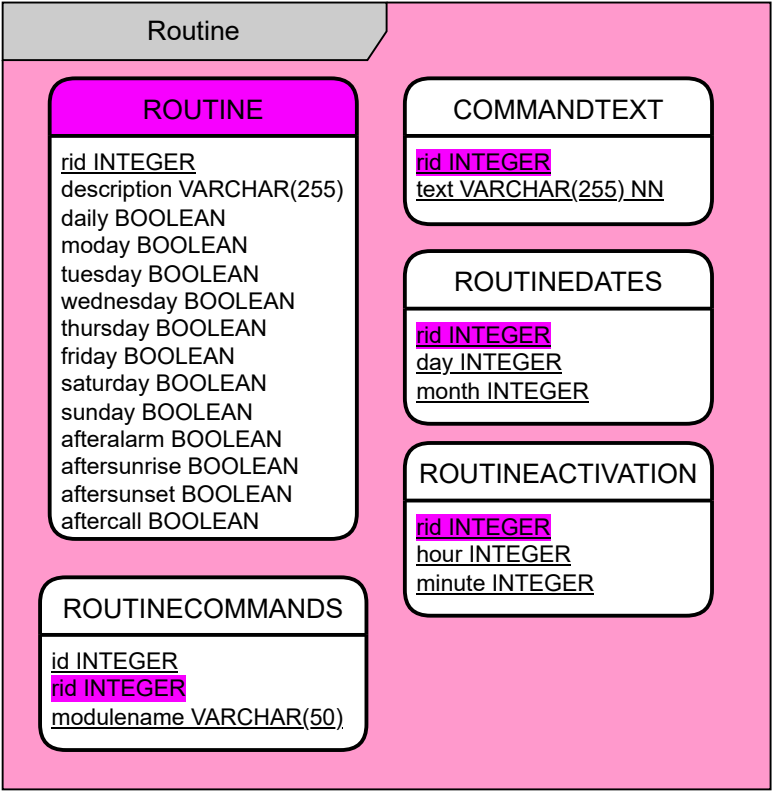 Routine
ROUTINE
rid INTEGER
description VARCHAR(255)
daily BOOLEAN
moday BOOLEAN
tuesday BOOLEAN
wednesday BOOLEAN
thursday BOOLEAN
friday BOOLEAN
saturday BOOLEAN
sunday BOOLEAN
afteralarm BOOLEAN
aftersunrise BOOLEAN
aftersunset BOOLEAN
aftercall BOOLEAN
ROUTINECOMMANDS
id INTEGER
rid INTEGER
modulename VARCHAR(50)
COMMANDTEXT
rid INTEGER
text VARCHAR(255) NN
ROUTINEDATES
rid INTEGER
day INTEGER
month INTEGER
ROUTINEACTIVATION
rid INTEGER
hour INTEGER
minute INTEGER